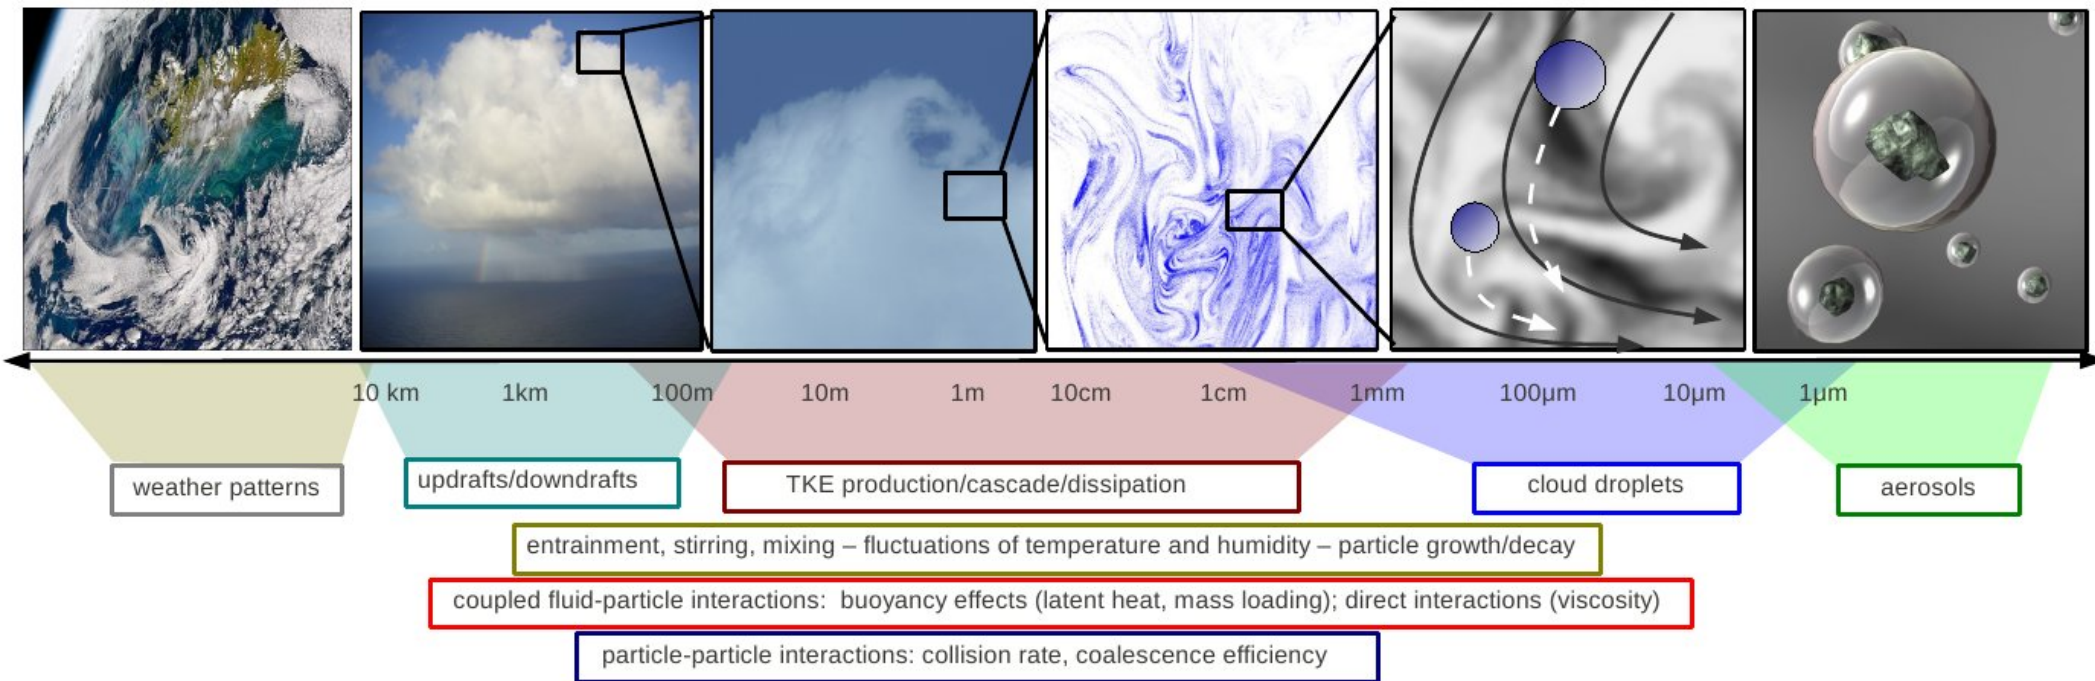 10 km 1km 100m 10m 1m 10cm 1cm 1mm 100µm 10µm 1µm
weather patterns
updrafts/downdrafts
TKE production/cascade/dissipation
cloud droplets
aerosols
entrainment, stirring, mixing – fluctuations of temperature and humidity – particle growth/decay
coupled fluid-particle interactions: buoyancy effects (latent heat, mass loading); direct interactions (viscosity)
particle-particle interactions: collision rate, coalescence efficiency